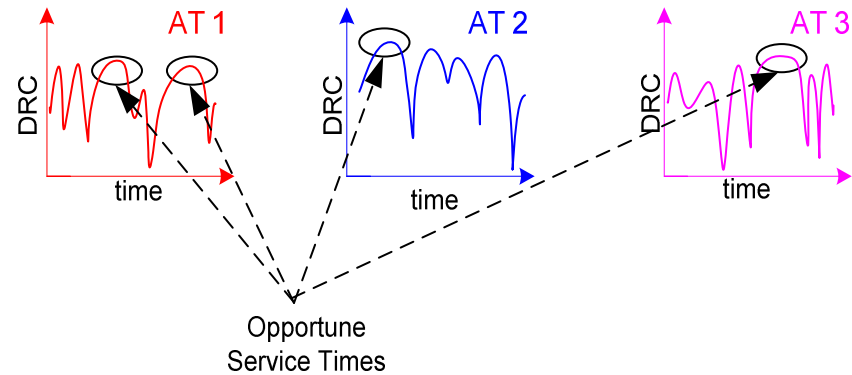 AT 1
DRC
time
AT 2
DRC
time
AT 3
DRC
time
Opportune
Service Times